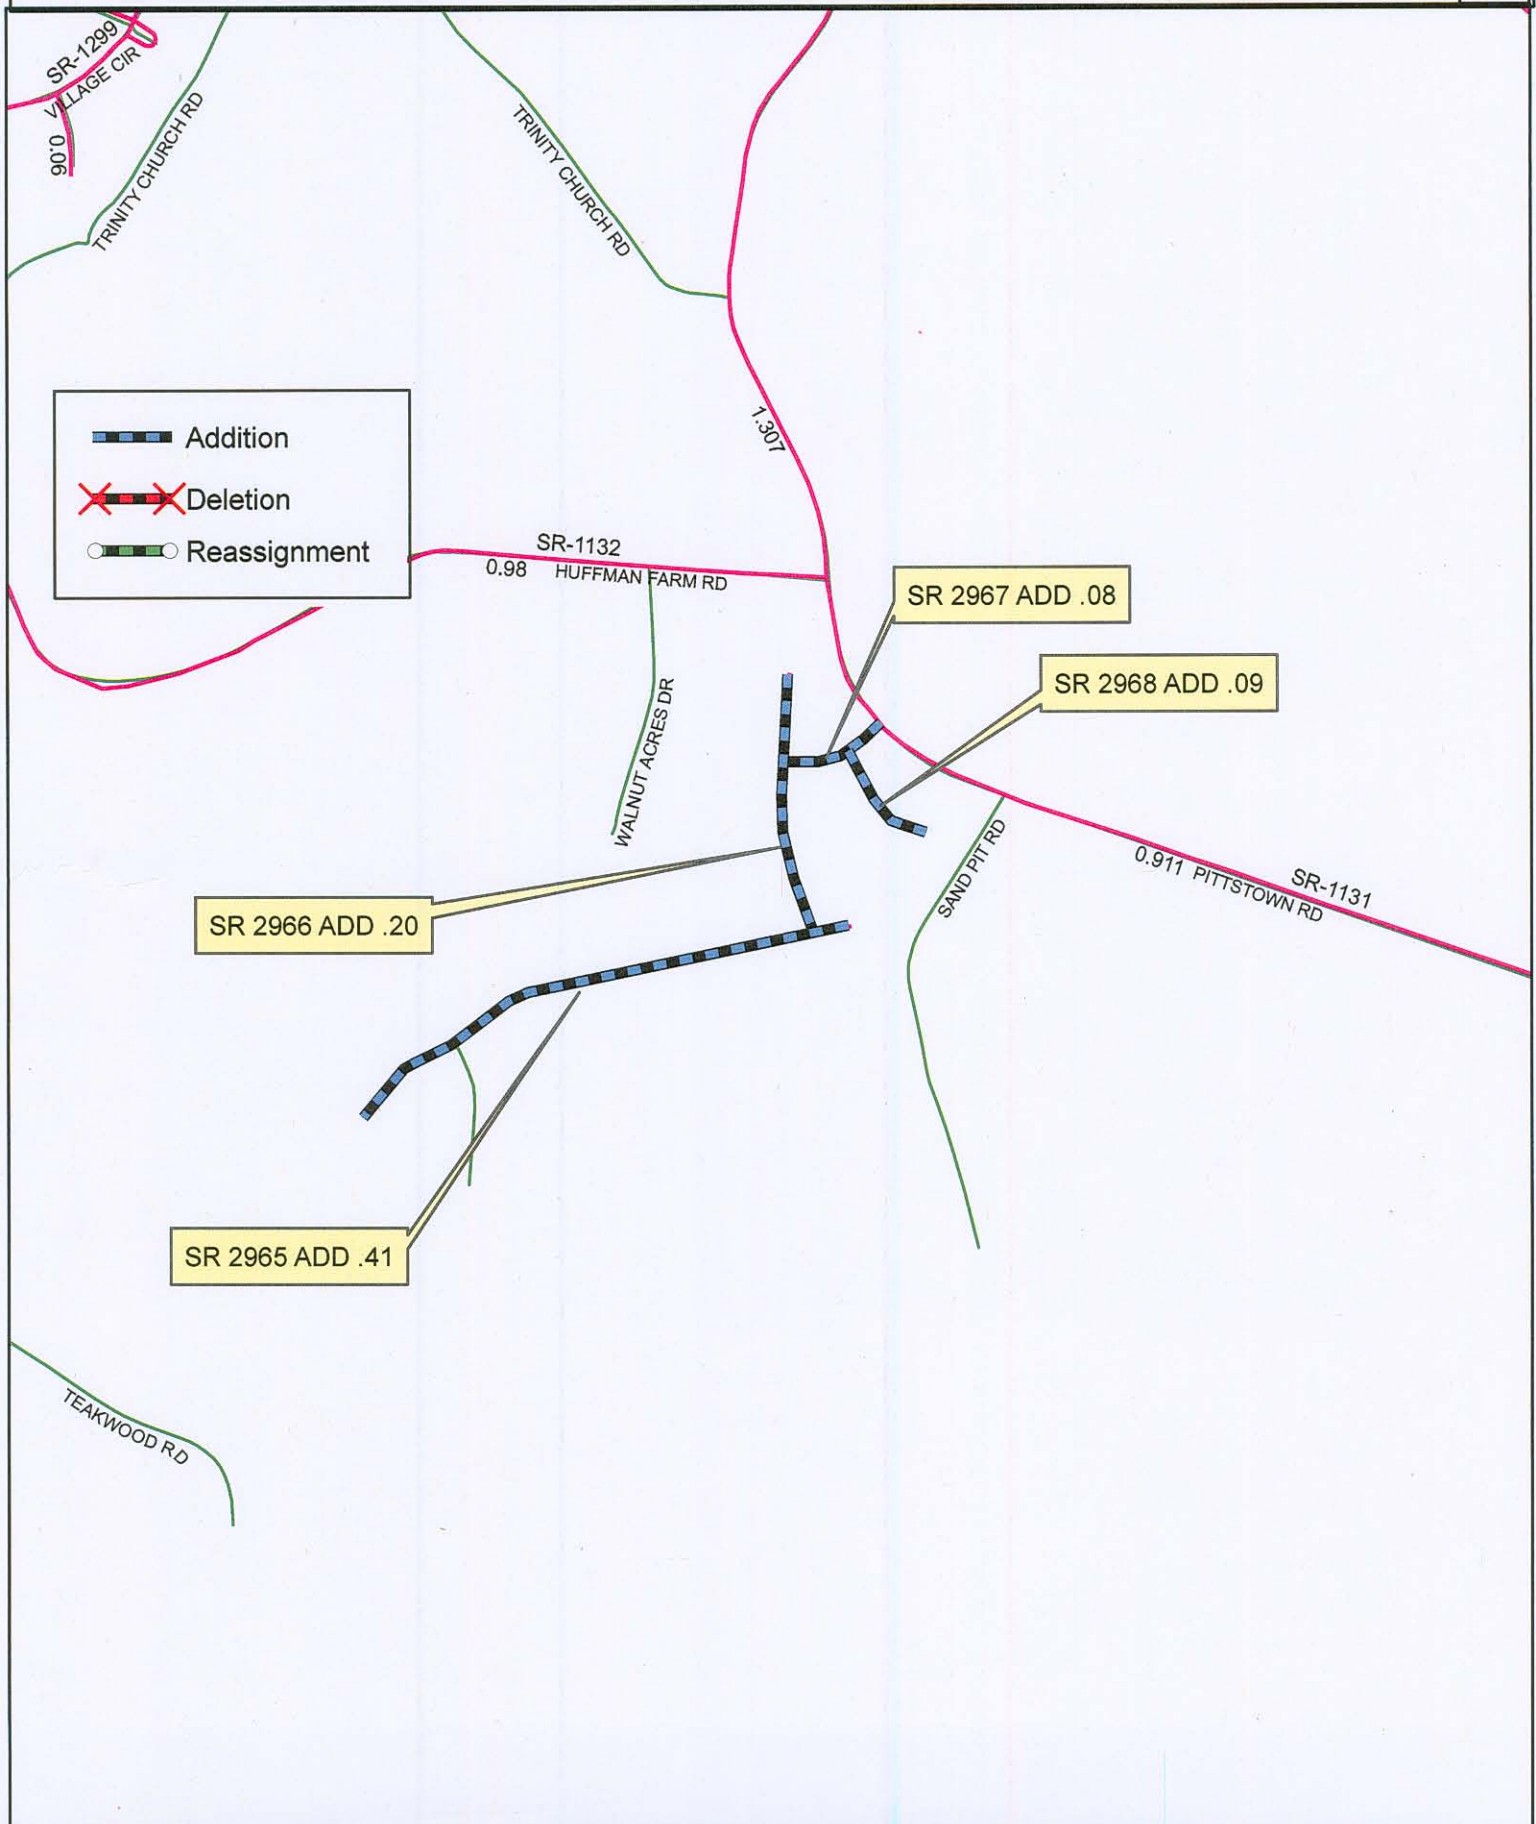 SR-1299
VILLAGE CIR
0.06
TRINITY CHURCH RD
TRINITY CHURCH RD
1.307
Addition
Deletion
Reassignment
SR-1132
0.98 HUFFMAN FARM RD
SR 2967 ADD .08
SR 2968 ADD .09
WALNUT ACRES DR
SAND PIT RD
0.911 PITTSTOWN RD
SR-1131
SR 2966 ADD .20
SR 2965 ADD .41
TEAKWOOD RD